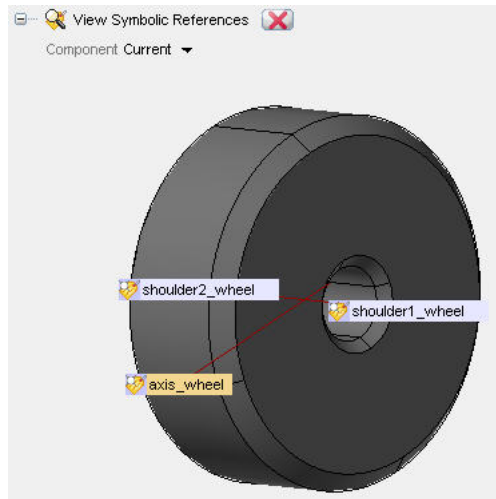 View Symbolic References
Component Current
shoulder2_wheel
shoulder1_wheel
axis_wheel